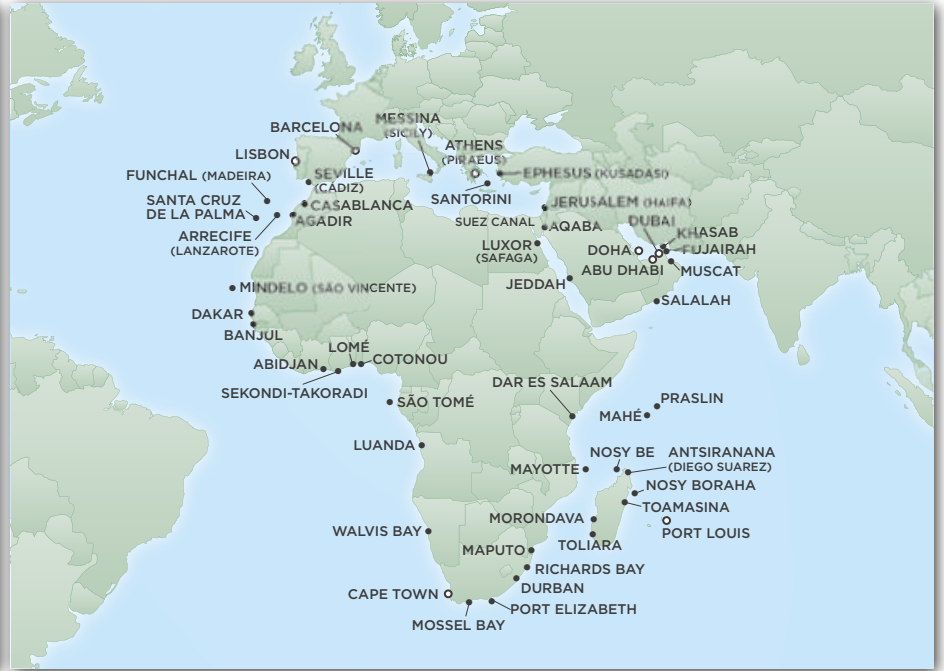 BARCELONA
MESSINA
(SICILY)
LISBON
ATHENS
(PIRAEUS)
FUNCHAL (MADEIRA)
SEVILLE
(CÁDIZ)
EPHESUS (KUSADASI)
SANTA CRUZ
DE LA PALMA
CASABLANCA
SANTORINI
JERUSALEM (HAIFA)
AGADIR
SUEZ CANAL
AQABA
DUBAI
KHASAB
ARRECIFE
(LANZAROTE)
LUXOR
(SAFAGA)
DOHA
FUJAIRAH
ABU DHABI
MUSCAT
JEDDAH
MINDELO (SÃO VINCENTE)
SALALAH
DAKAR
BANJUL
LOMÉ
ABIDJAN
COTONOU
SEKONDI-TAKORADI
DAR ES SALAAM
SÃO TOMÉ
PRASLIN
MAHÉ
LUANDA
NOSY BE
ANTSIRANANA
(DIEGO SUAREZ)
MAYOTTE
NOSY BORAHA
TOAMASINA
MORONDAVA
WALVIS BAY
PORT LOUIS
TOLIARA
MAPUTO
RICHARDS BAY
DURBAN
CAPE TOWN
PORT ELIZABETH
MOSSEL BAY